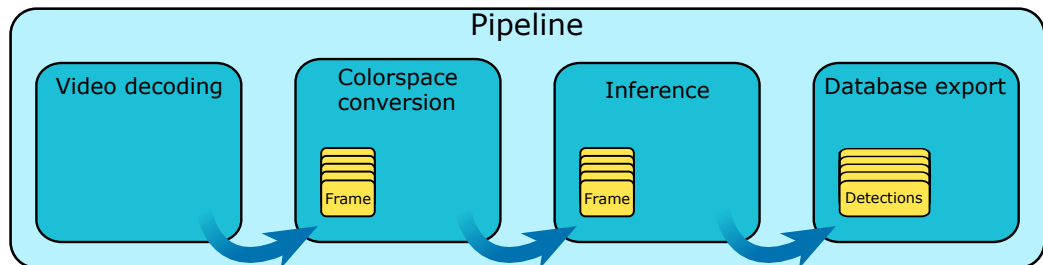 Pipeline
Video decoding
Colorspace
conversion
Inference
Database export
Frame
Frame
Detections